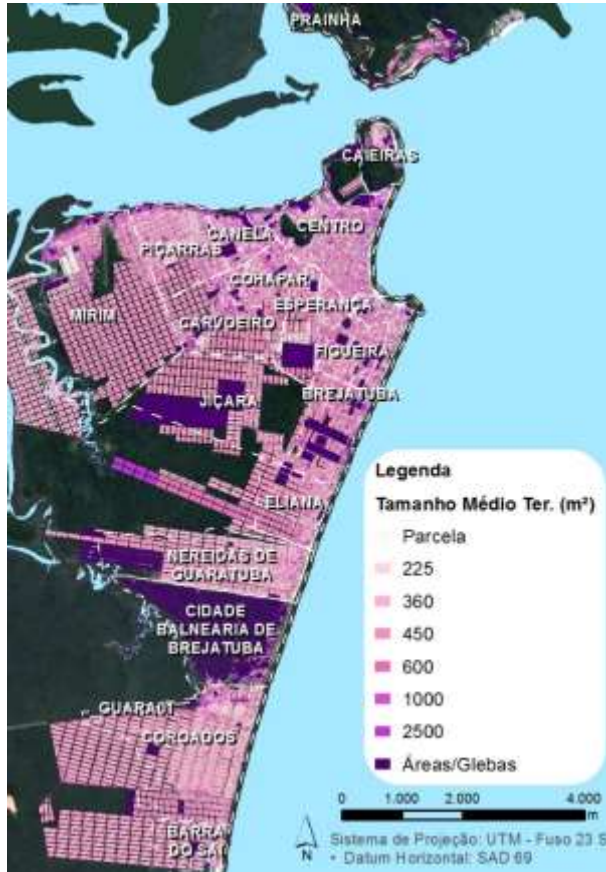 PRAINHA
CAIEIRAS
CENTRO
CANELA
PIÇARRAS
COHAPAR
ESPERANÇA
MIRIM
CARVOEIRO
FIGUEIRA
BREJATUBA
JIÇARA
ELIANA
NEREIDAS DE
GUARATUBA
CIDADE
BALNEARIA DE
BREJATUBA
COROADOS
BARRA
DO SAÍ
Legenda
Tamanho Médio Ter. (m²)
Parcela
225
360
450
600
1000
2500
Áreas/Glebas
0 1.000 2.000 4.000
m
N
Sistema de Projeção: UTM - Fuso 23 S
• Datum Horizontal: SAD 69